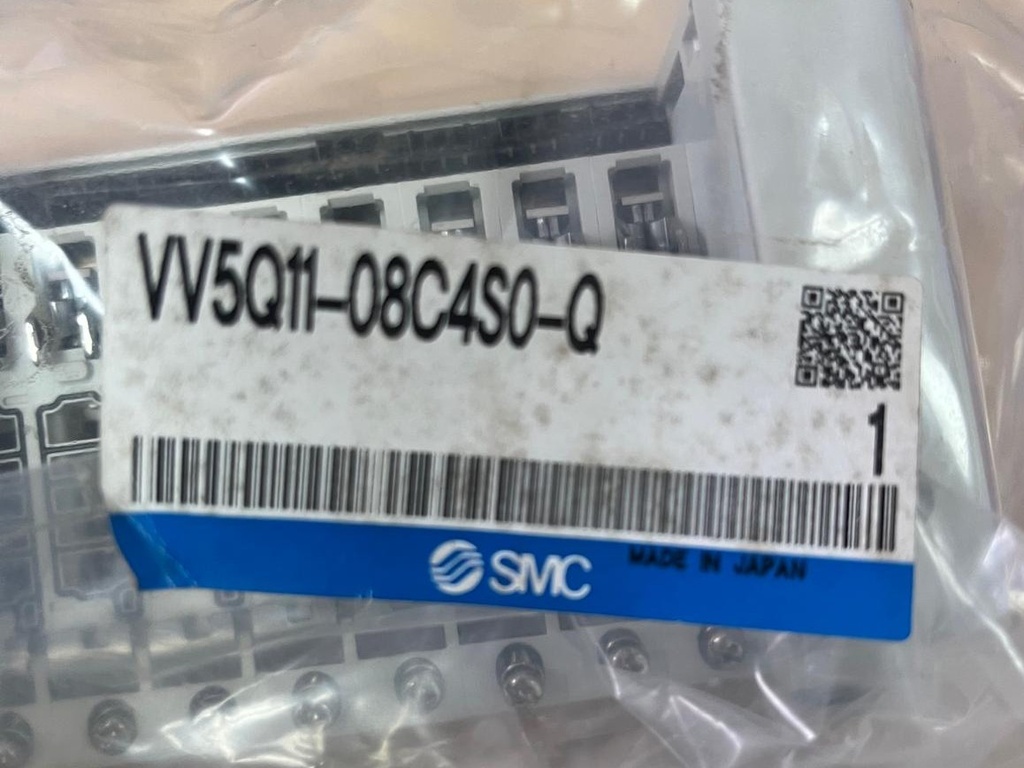 VV5Q11-08C4S0-Q
1
SMC
MADE IN JAPAN